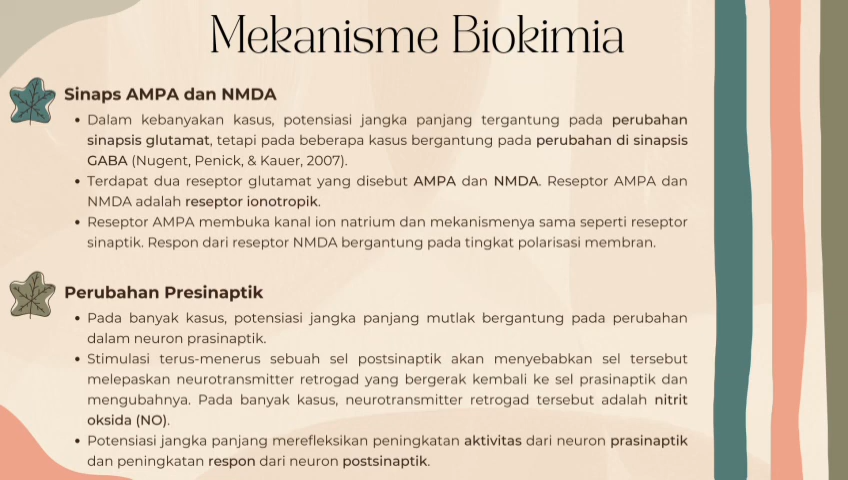 Mekanisme Biokimia
Sinaps AMPA dan NMDA
• Dalam kebanyakan kasus, potensiasi jangka panjang tergantung pada perubahan
sinapsis glutamat, tetapi pada beberapa kasus bergantung pada perubahan di sinapsis
GABA (Nugent, Penick, & Kauer, 2007).
• Terdapat dua reseptor glutamat yang disebut AMPA dan NMDA. Reseptor AMPA dan
NMDA adalah reseptor ionotropik.
• Reseptor AMPA membuka kanal ion natrium dan mekanismenya sama seperti reseptor
sinaptik. Respon dari reseptor NMDA bergantung pada tingkat polarisasi membran.
Perubahan Presinaptik
• Pada banyak kasus, potensiasi jangka panjang mutlak bergantung pada perubahan
dalam neuron prasinaptik.
• Stimulasi terus-menerus sebuah sel postsinaptik akan menyebabkan sel tersebut
melepaskan neurotransmitter retrogad yang bergerak kembali ke sel prasinaptik dan
mengubahnya. Pada banyak kasus, neurotransmitter retrogad tersebut adalah nitrit
oksida (NO).
• Potensiasi jangka panjang merefleksikan peningkatan aktivitas dari neuron prasinaptik
dan peningkatan respon dari neuron postsinaptik.